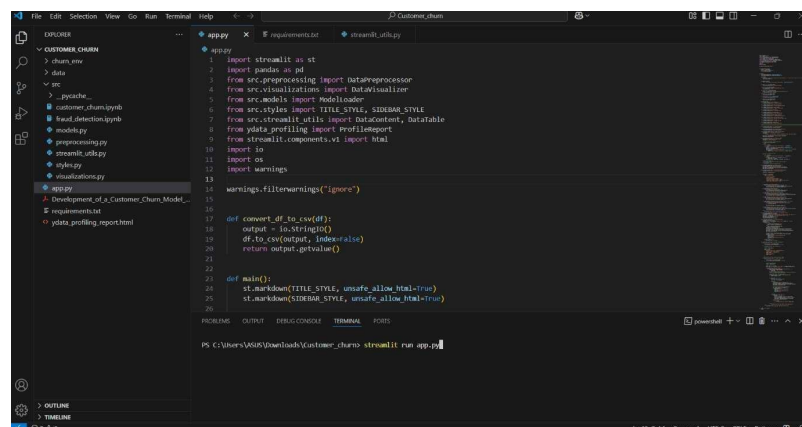 File Edit Selection View Go Run Terminal Help
Customer_churn
EXPLORER
CUSTOMER_CHURN
churn_env
data
src
__pycache__
customer_churn.ipynb
fraud_detection.ipynb
models.py
preprocessing.py
streamlit_utils.py
styles.py
visualizations.py
app.py
Development_of_a_Customer_Churn_Model_...
requirements.txt
ydata_profiling_report.html
OUTLINE
TIMELINE
app.py requirements.txt streamlit_utils.py
app.py
1 import streamlit as st
2 import pandas as pd
3 from src.preprocessing import DataPreprocessor
4 from src.visualizations import DataVisualizer
5 from src.models import ModelLoader
6 from src.styles import TITLE_STYLE, SIDEBAR_STYLE
7 from src.streamlit_utils import DataContent, DataTable
8 from ydata_profiling import ProfileReport
9 from streamlit.components.v1 import html
10 import io
11 import os
12 import warnings
13
14 warnings.filterwarnings("ignore")
15
16
17 def convert_df_to_csv(df):
18 output = io.StringIO()
19 df.to_csv(output, index=False)
20 return output.getvalue()
21
22
23 def main():
24 st.markdown(TITLE_STYLE, unsafe_allow_html=True)
25 st.markdown(SIDEBAR_STYLE, unsafe_allow_html=True)
26
PROBLEMS OUTPUT DEBUG CONSOLE TERMINAL PORTS
powershell
PS C:\Users\ASUS\Downloads\Customer_churn> streamlit run app.py